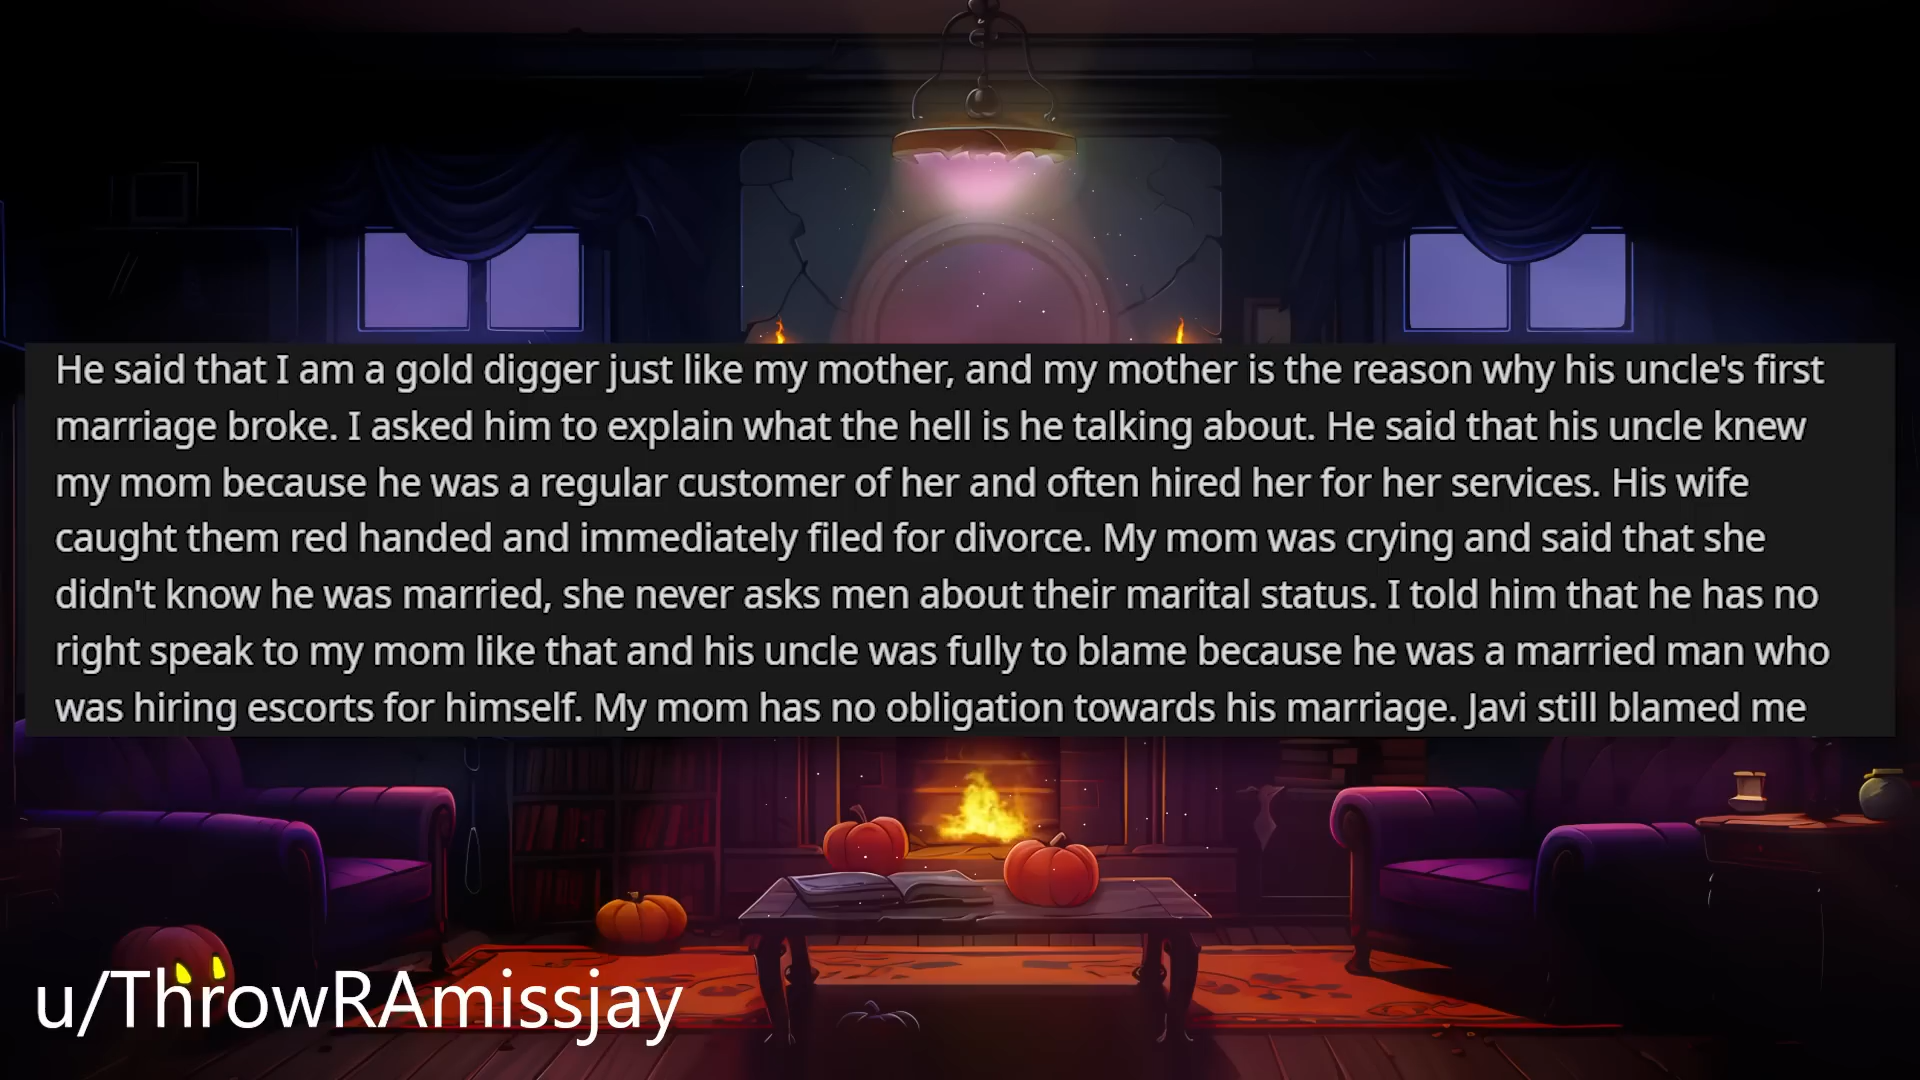 He said that I am a gold digger just like my mother, and my mother is the reason why his uncle's first
marriage broke. I asked him to explain what the hell is he talking about. He said that his uncle knew
my mom because he was a regular customer of her and often hired her for her services. His wife
caught them red handed and immediately filed for divorce. My mom was crying and said that she
didn't know he was married, she never asks men about their marital status. I told him that he has no
right speak to my mom like that and his uncle was fully to blame because he was a married man who
was hiring escorts for himself. My mom has no obligation towards his marriage. Javi still blamed me
u/ThrowRAmissjay